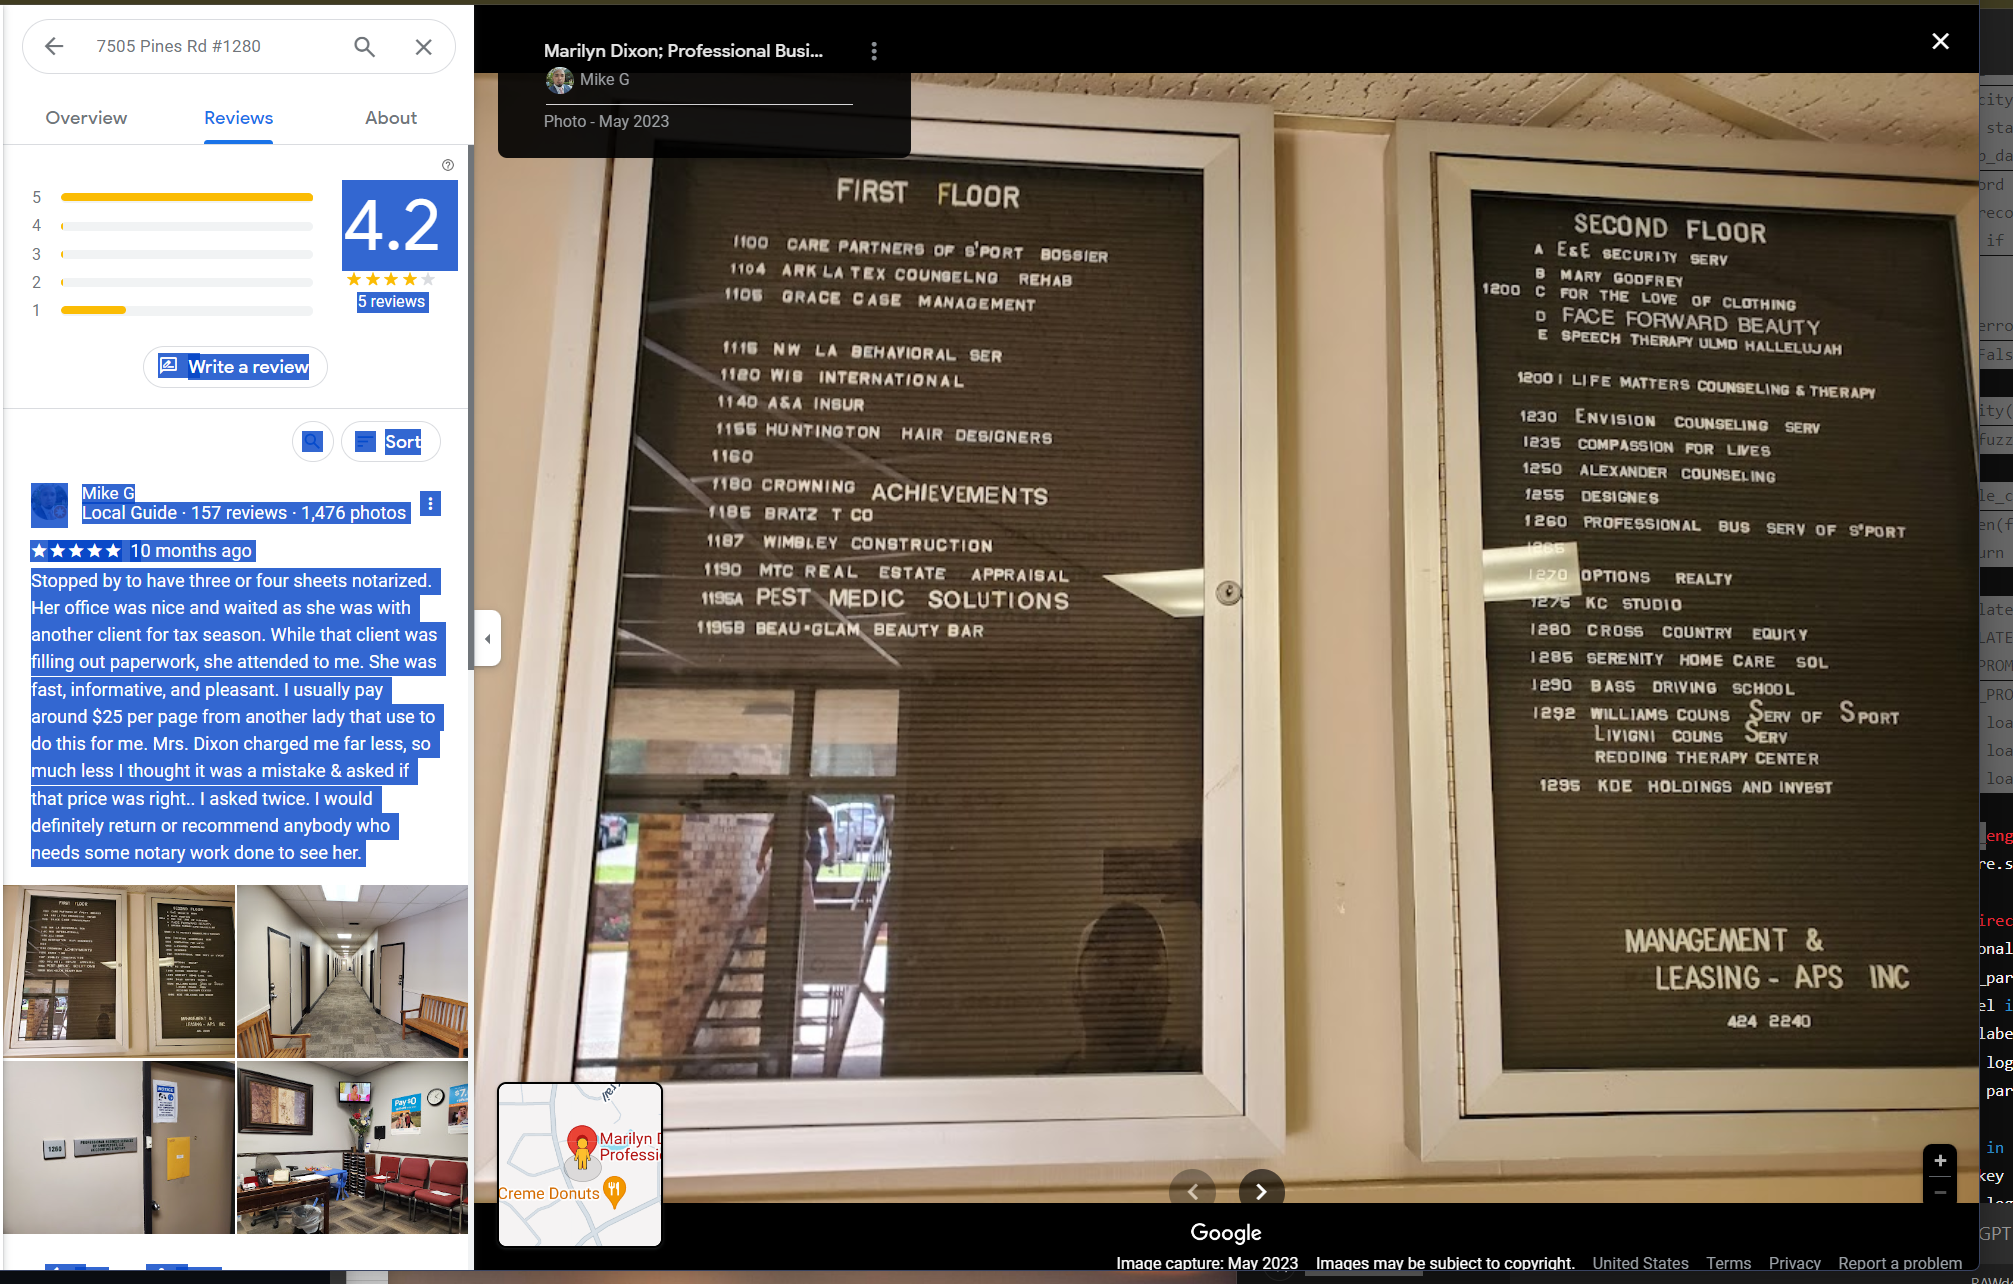 7505 Pines Rd #1280
Overview
Reviews
About
5
4
3
2
1
4.2
5 reviews
Write a review
Sort
Mike G
Local Guide · 157 reviews · 1,476 photos
10 months ago
Stopped by to have three or four sheets notarized.
Her office was nice and waited as she was with
another client for tax season. While that client was
filling out paperwork, she attended to me. She was
fast, informative, and pleasant. I usually pay
around $25 per page from another lady that use to
do this for me. Mrs. Dixon charged me far less, so
much less I thought it was a mistake & asked if
that price was right.. I asked twice. I would
definitely return or recommend anybody who
needs some notary work done to see her.
Marilyn Dixon; Professional Busi...
Mike G
Photo - May 2023
FIRST FLOOR
1100 CARE PARTNERS OF S'PORT BOSSIER
1104 ARK LA TEX COUNSELNG REHAB
1105 GRACE CASE MANAGEMENT
1115 NW LA BEHAVIORAL SER
1120 WIS INTERNATIONAL
1140 A&A INSUR
1155 HUNTINGTON HAIR DESIGNERS
1160
1180 CROWNING ACHIEVEMENTS
1185 BRATZ T CO
1187 WIMBLEY CONSTRUCTION
1190 MTC REAL ESTATE APPRAISAL
1195A PEST MEDIC SOLUTIONS
1195B BEAU-GLAM BEAUTY BAR
SECOND FLOOR
A E&E SECURITY SERV
B MARY GODFREY
1200 C FOR THE LOVE OF CLOTHING
D FACE FORWARD BEAUTY
E SPEECH THERAPY ULMD HALLELUJAH
1200 I LIFE MATTERS COUNSELING & THERAPY
1230 ENVISION COUNSELING SERV
1235 COMPASSION FOR LIVES
1250 ALEXANDER COUNSELING
1255 DESIGNES
1260 PROFESSIONAL BUS SERV OF S'PORT
1265
1270 OPTIONS REALTY
1275 KC STUDIO
1280 CROSS COUNTRY EQUITY
1285 SERENITY HOME CARE SOL
1290 BASS DRIVING SCHOOL
1292 WILLIAMS COUNS SERV OF SPORT
LIVIGNI COUNS SERV
REDDING THERAPY CENTER
1295 KDE HOLDINGS AND INVEST
MANAGEMENT &
LEASING - APS INC
424 2240
Marilyn D
Professi
Creme Donuts
Google
Image capture: May 2023 Images may be subject to copyright. United States Terms Privacy Report a problem